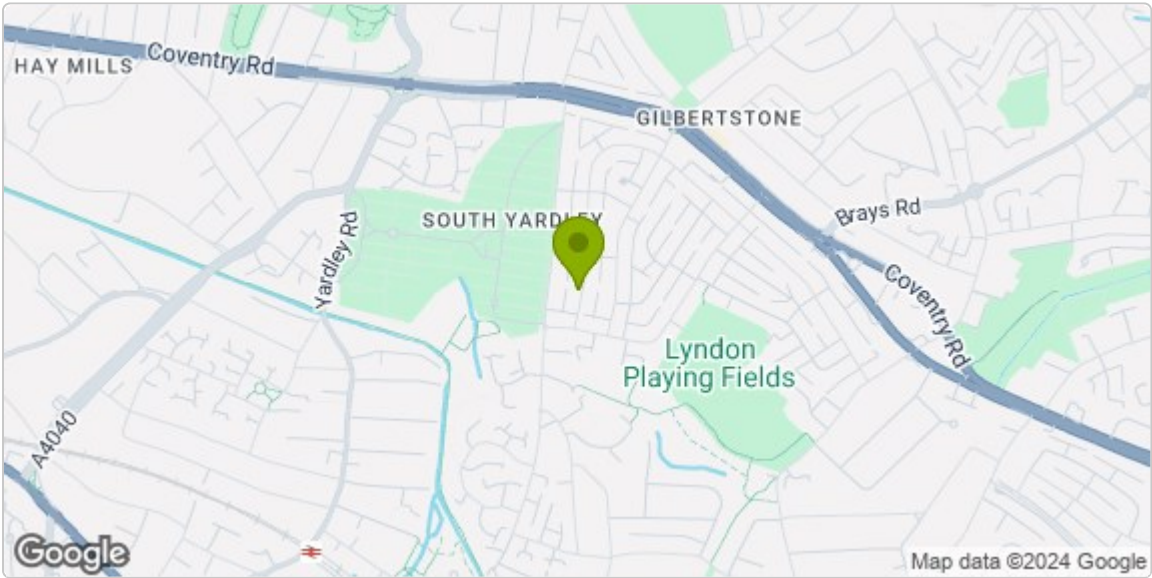 Coventry Rd
HAY MILLS
GILBERTSTONE
Brays Rd
SOUTH YARDLEY
Yardley Rd
Coventry Rd
Lyndon
Playing Fields
A4040
Google
Map data ©2024 Google